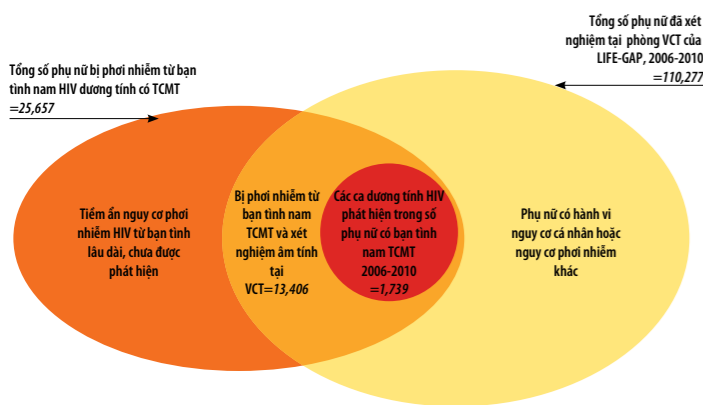 Tổng số phụ nữ đã xét
nghiệm tại phòng VCT của
LIFE-GAP, 2006-2010
=110,277
Tổng số phụ nữ bị phơi nhiễm từ bạn
tình nam HIV dương tính có TCMT
=25,657
Tiềm ẩn nguy cơ phơi
nhiễm HIV từ bạn tình
lâu dài, chưa được
phát hiện
Bị phơi nhiễm từ
bạn tình nam
TCMT và xét
nghiệm âm tính
tại
VCT=13,406
Các ca dương tính HIV
phát hiện trong số
phụ nữ có bạn tình
nam TCMT
2006-2010
=1,739
Phụ nữ có hành vi
nguy cơ cá nhân hoặc
nguy cơ phơi nhiễm
khác